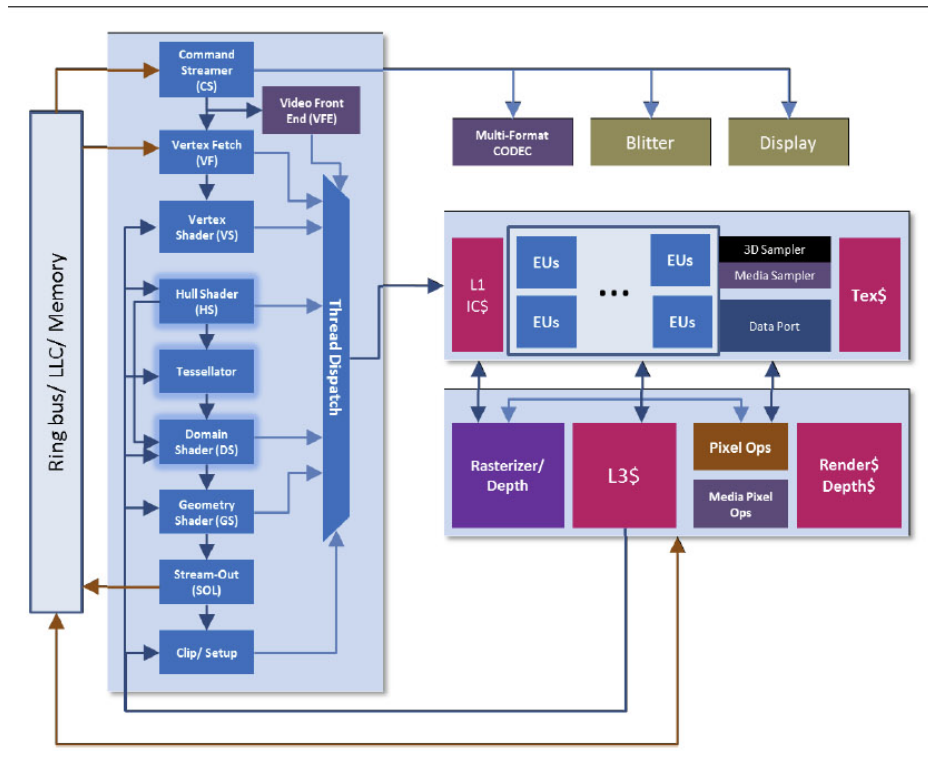 Command
Streamer
(CS)
Video Front
End (VFE)
Vertex Fetch
(VF)
Vertex
Shader (VS)
Hull Shader
(HS)
Tessellator
Domain
Shader (DS)
Geometry
Shader (GS)
Stream-Out
(SOL)
Clip/ Setup
Thread Dispatch
Ring bus/ LLC/ Memory
Multi-Format
CODEC
Blitter
Display
L1
IC$
EUs
EUs
...
EUs
EUs
3D Sampler
Media Sampler
Data Port
Tex$
Rasterizer/
Depth
L3$
Pixel Ops
Media Pixel
Ops
Render$
Depth$